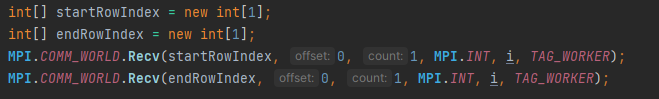 int[] startRowIndex = new int[1];
int[] endRowIndex = new int[1];
MPI.COMM_WORLD.Recv(startRowIndex, offset: 0, count: 1, MPI.INT, i, TAG_WORKER);
MPI.COMM_WORLD.Recv(endRowIndex, offset: 0, count: 1, MPI.INT, i, TAG_WORKER);